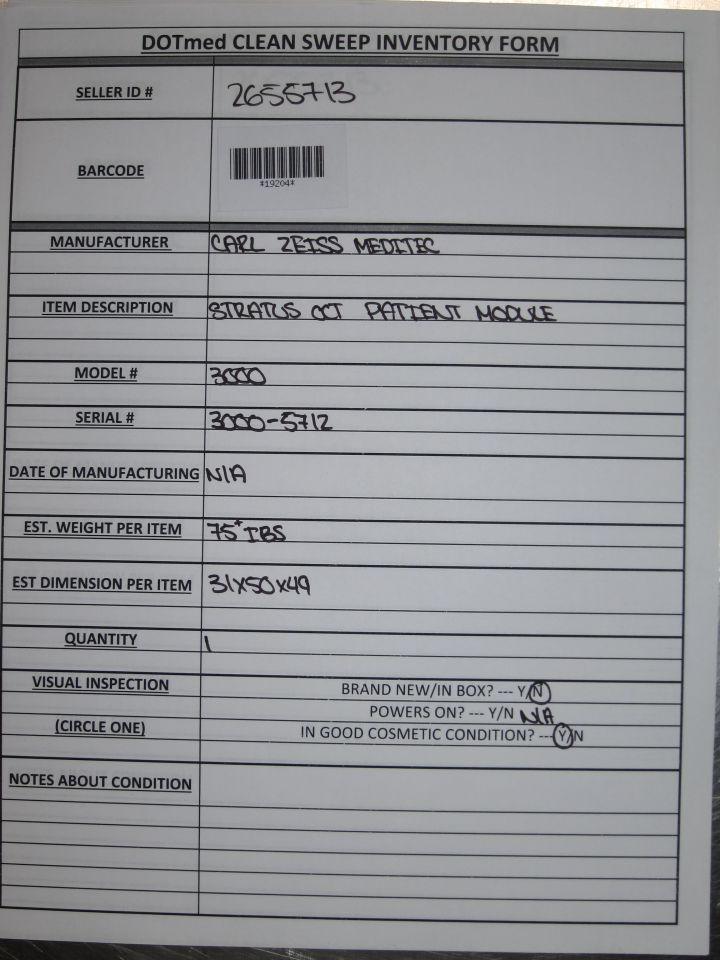 DOTmed CLEAN SWEEP INVENTORY FORM
SELLER ID # 2655713
BARCODE
*19204*
MANUFACTURER CARL ZEISS MEDITEC
ITEM DESCRIPTION STRATUS OCT PATIENT MODULE
MODEL # 3000
SERIAL # 3000-5712
DATE OF MANUFACTURING N/A
EST. WEIGHT PER ITEM 75+ IBS
EST DIMENSION PER ITEM 31x50x49
QUANTITY 1
VISUAL INSPECTION BRAND NEW/IN BOX? --- Y/N
POWERS ON? --- Y/N N/A
(CIRCLE ONE) IN GOOD COSMETIC CONDITION? ---Y/N
NOTES ABOUT CONDITION